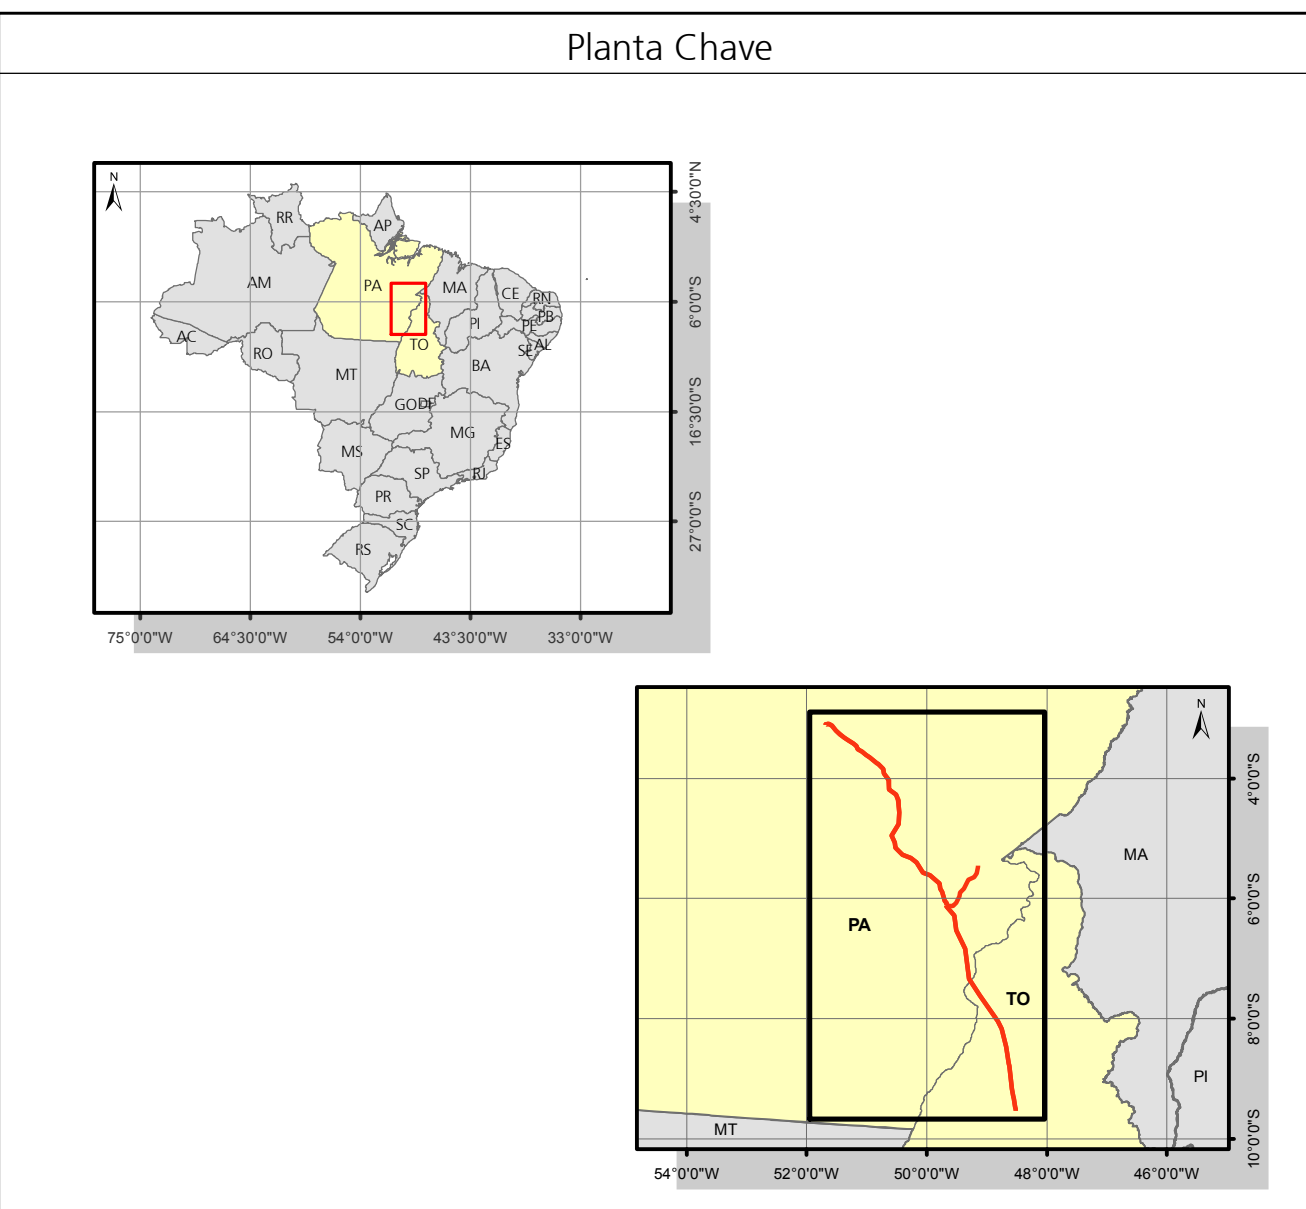 Planta Chave
N
RR
AP
AM
PA
MA
CE
RN
PB
PI
PE
AC
AL
TO
SE
RO
MT
BA
GO
DF
MG
ES
MS
SP
RJ
PR
SC
RS
4°30'0"N
6°0'0"S
16°30'0"S
27°0'0"S
75°0'0"W
64°30'0"W
54°0'0"W
43°30'0"W
33°0'0"W
N
MA
PA
TO
PI
MT
4°0'0"S
6°0'0"S
8°0'0"S
10°0'0"S
54°0'0"W
52°0'0"W
50°0'0"W
48°0'0"W
46°0'0"W